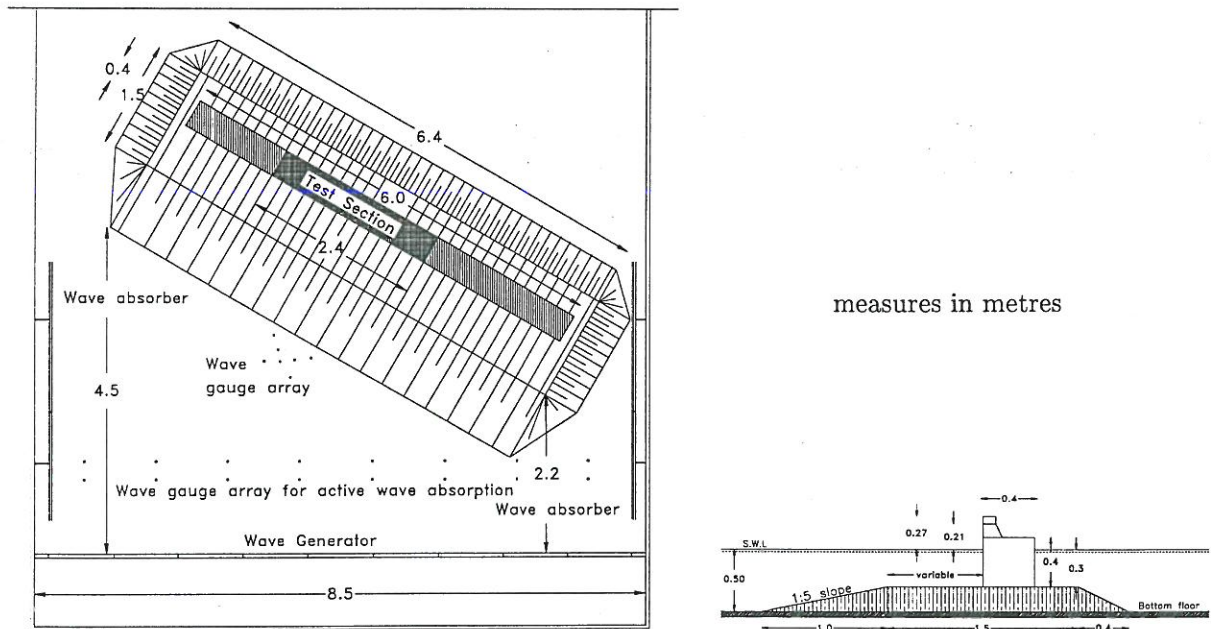 0.4
1.5
6.4
6.0
Test Section
2.4
Wave absorber
Wave
gauge array
4.5
2.2
Wave gauge array for active wave absorption
Wave absorber
Wave Generator
8.5
measures in metres
0.4
0.27
0.21
S.W.L
0.50
variable
0.4
0.3
1:5 slope
Bottom floor
1.0
1.5
0.4